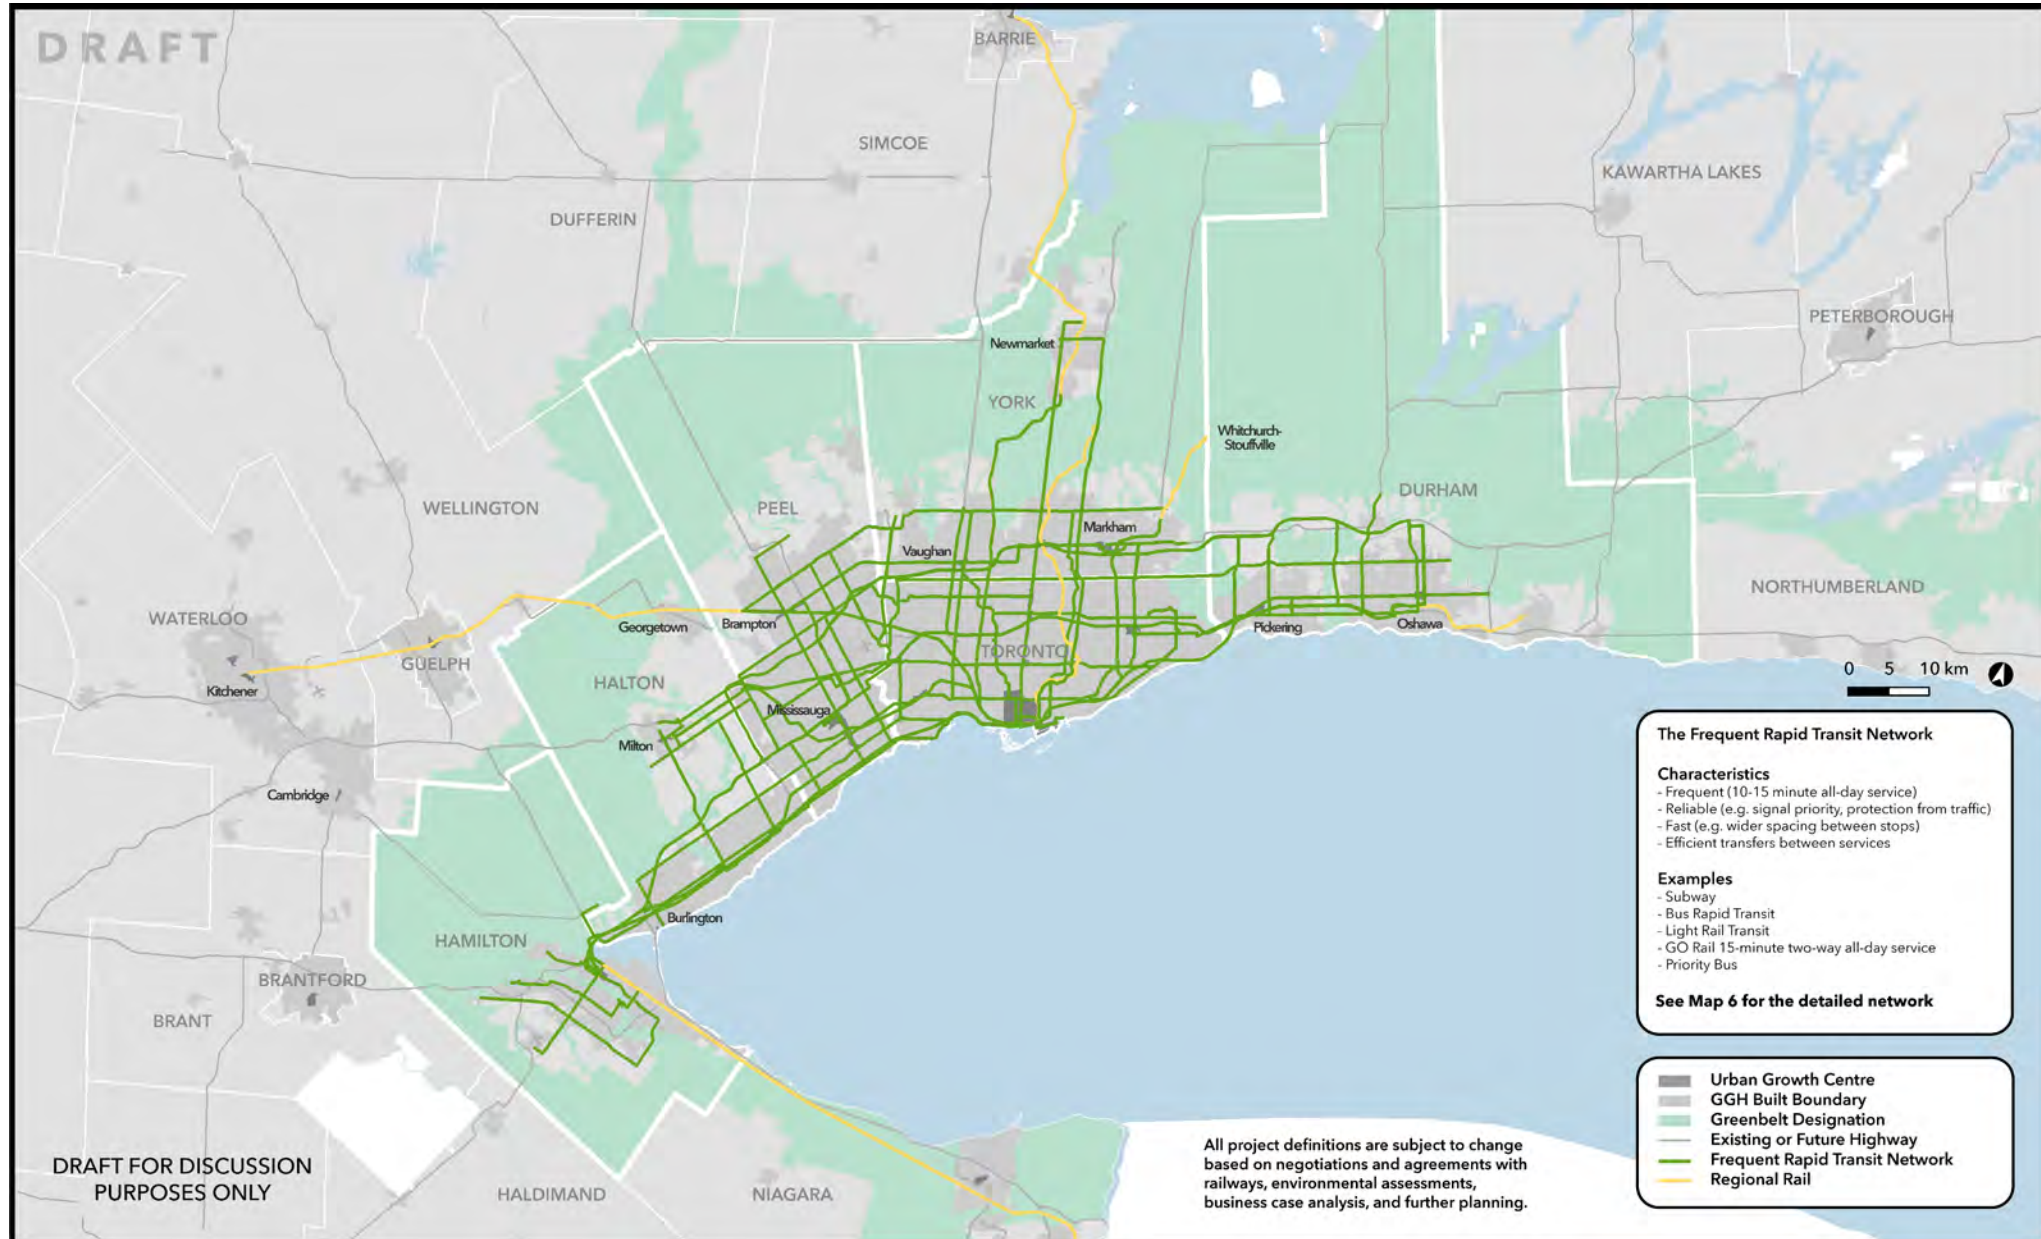 DRAFT
BARRIE
SIMCOE
KAWARTHA LAKES
DUFFERIN
PETERBOROUGH
Newmarket
YORK
Whitchurch-
Stouffville
DURHAM
WELLINGTON
PEEL
Markham
Vaughan
NORTHUMBERLAND
WATERLOO
Georgetown
Brampton
Pickering
Oshawa
GUELPH
TORONTO
Kitchener
HALTON
0 5 10 km
Mississauga
Milton
Cambridge
Burlington
HAMILTON
BRANTFORD
BRANT
HALDIMAND
NIAGARA
The Frequent Rapid Transit Network
Characteristics
- Frequent (10-15 minute all-day service)
- Reliable (e.g. signal priority, protection from traffic)
- Fast (e.g. wider spacing between stops)
- Efficient transfers between services
Examples
- Subway
- Bus Rapid Transit
- Light Rail Transit
- GO Rail 15-minute two-way all-day service
- Priority Bus
See Map 6 for the detailed network
Urban Growth Centre
GGH Built Boundary
Greenbelt Designation
Existing or Future Highway
Frequent Rapid Transit Network
Regional Rail
All project definitions are subject to change
based on negotiations and agreements with
railways, environmental assessments,
business case analysis, and further planning.
DRAFT FOR DISCUSSION
PURPOSES ONLY